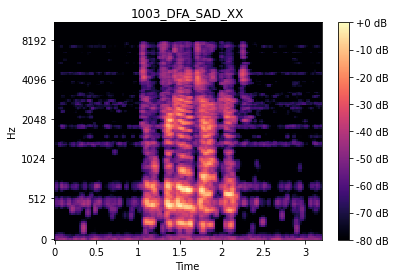 1003_DFA_SAD_XX
8192
4096
2048
1024
512
0
Hz
0 0.5 1 1.5 2 2.5 3
Time
+0 dB
-10 dB
-20 dB
-30 dB
-40 dB
-50 dB
-60 dB
-70 dB
-80 dB